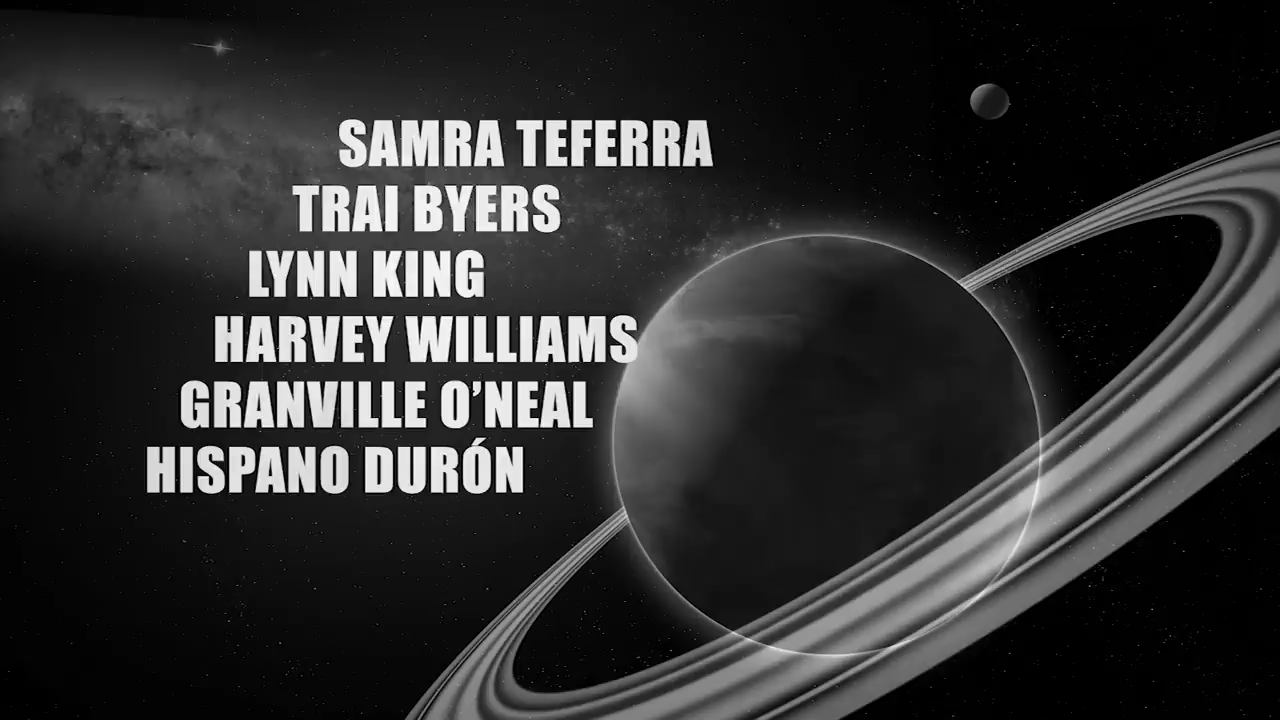 SAMRA TEFERRA
TRAI BYERS
LYNN KING
HARVEY WILLIAMS
GRANVILLE O’NEAL
HISPANO DURÓN